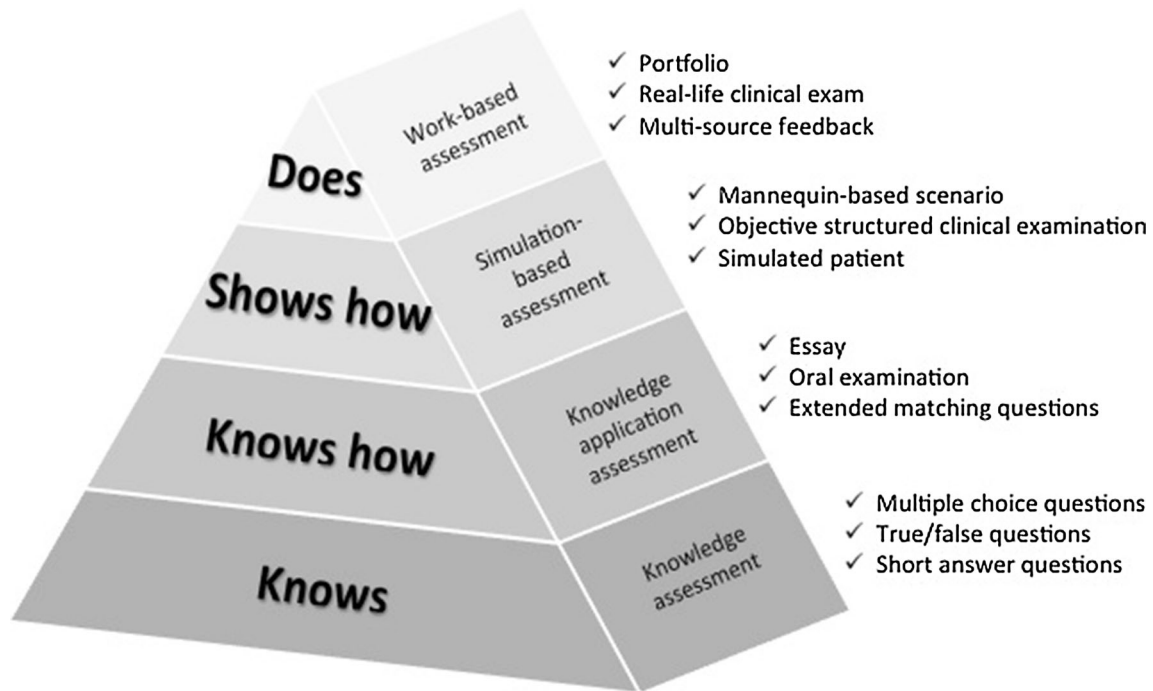 Does
Work-based
assessment
✓ Portfolio
✓ Real-life clinical exam
✓ Multi-source feedback
Shows how
Simulation-
based
assessment
✓ Mannequin-based scenario
✓ Objective structured clinical examination
✓ Simulated patient
Knows how
Knowledge
application
assessment
✓ Essay
✓ Oral examination
✓ Extended matching questions
Knows
Knowledge
assessment
✓ Multiple choice questions
✓ True/false questions
✓ Short answer questions